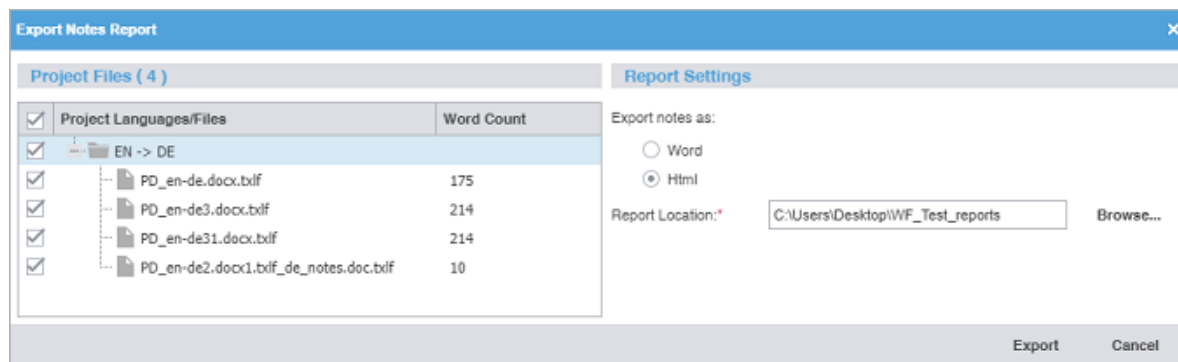 Export Notes Report
Project Files ( 4 )
Project Languages/Files Word Count
EN -> DE
PD_en-de.docx.txlf 175
PD_en-de3.docx.txlf 214
PD_en-de31.docx.txlf 214
PD_en-de2.docx1.txlf_de_notes.doc.txlf 10
Report Settings
Export notes as:
Word
Html
Report Location:* C:\Users\Desktop\WF_Test_reports Browse...
Export Cancel